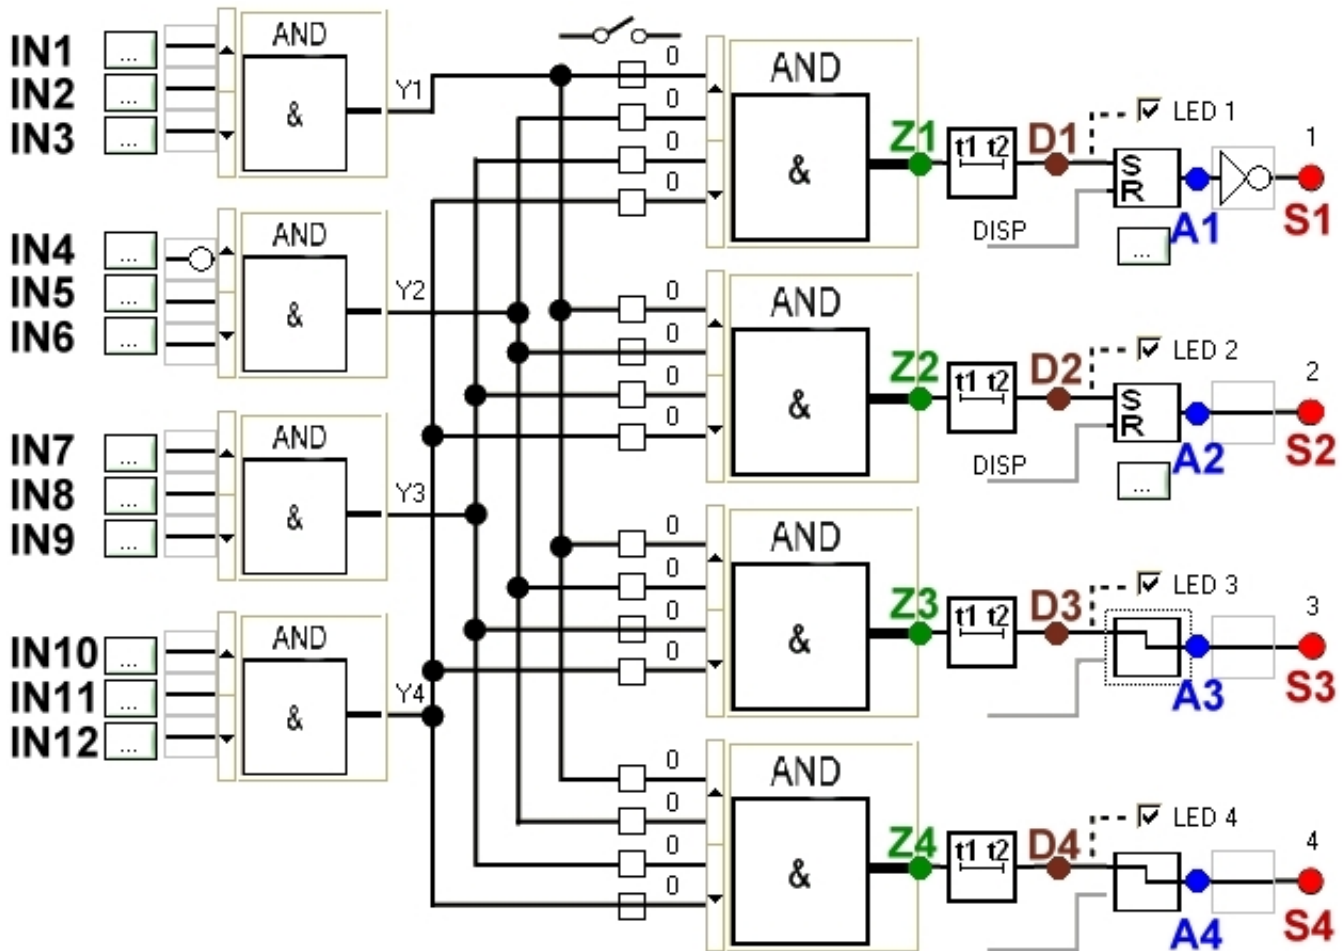 IN1 ... AND
IN2 ... & Y1
IN3 ...
IN4 ... AND
IN5 ... & Y2
IN6 ...
IN7 ... AND
IN8 ... & Y3
IN9 ...
IN10 ... AND
IN11 ... & Y4
IN12 ...
0
0
0
0
AND
&
Z1
t1 t2
D1
LED 1
S
R
DISP
...
A1
1
S1
0
0
0
0
AND
&
Z2
t1 t2
D2
LED 2
S
R
DISP
...
A2
2
S2
0
0
0
0
AND
&
Z3
t1 t2
D3
LED 3
A3
3
S3
0
0
0
0
AND
&
Z4
t1 t2
D4
LED 4
A4
4
S4